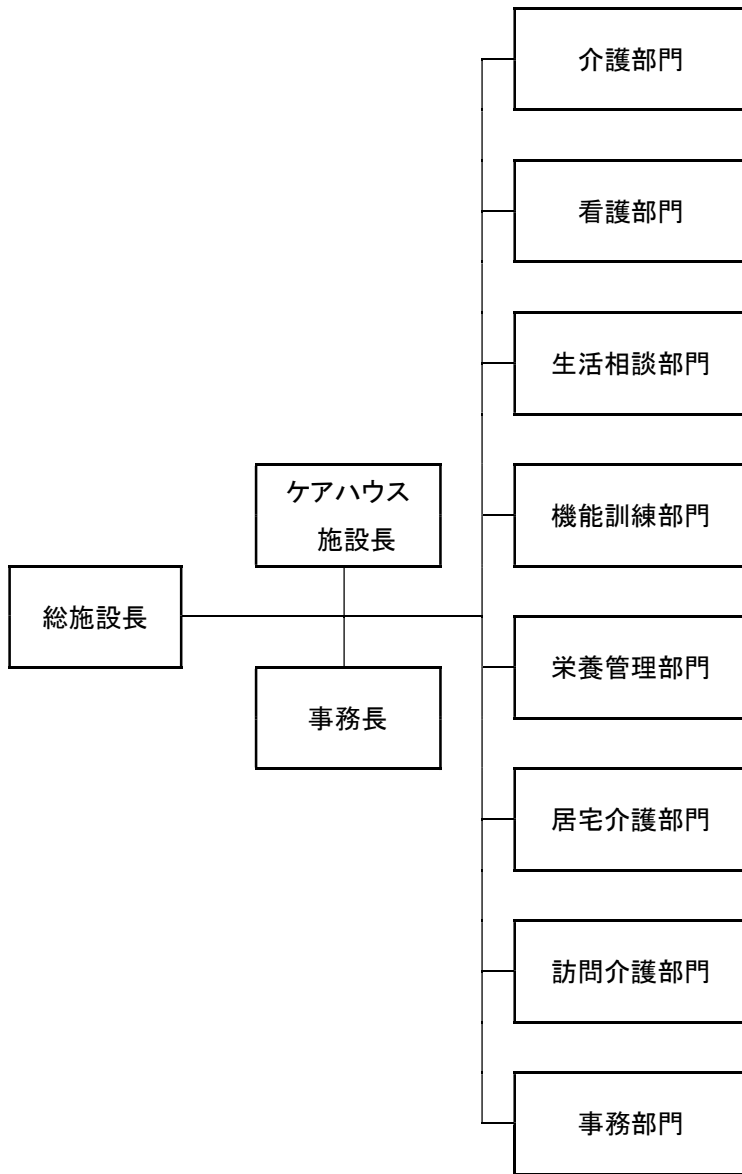 介護部門
看護部門
生活相談部門
ケアハウス
施設長
機能訓練部門
総施設長
栄養管理部門
事務長
居宅介護部門
訪問介護部門
事務部門